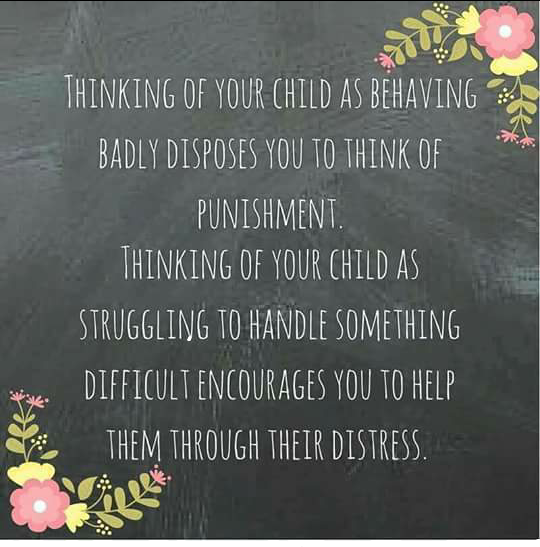 THINKING OF YOUR CHILD AS BEHAVING
BADLY DISPOSES YOU TO THINK OF
PUNISHMENT.
THINKING OF YOUR CHILD AS
STRUGGLING TO HANDLE SOMETHING
DIFFICULT ENCOURAGES YOU TO HELP
THEM THROUGH THEIR DISTRESS.